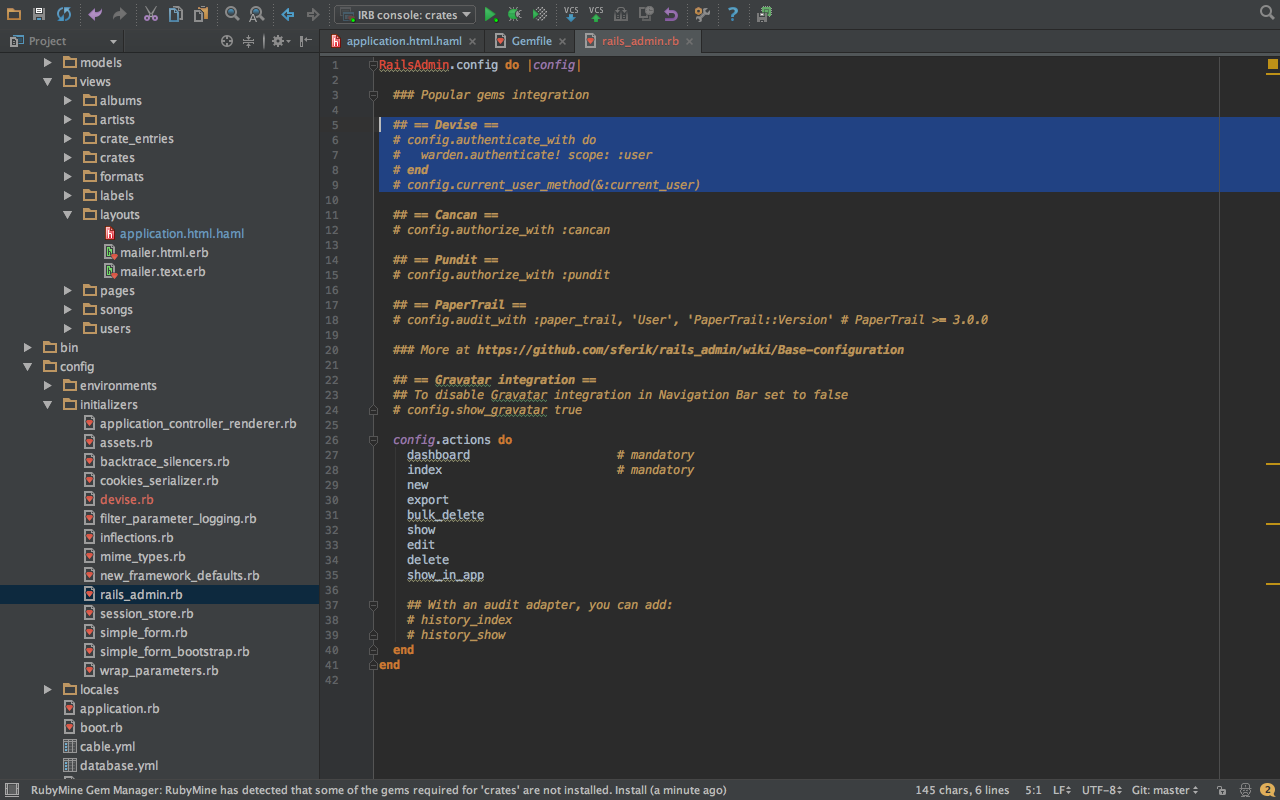 IRB console: crates
Project
application.html.haml
Gemfile
rails_admin.rb
models
views
albums
artists
crate_entries
crates
formats
labels
layouts
application.html.haml
mailer.html.erb
mailer.text.erb
pages
songs
users
bin
config
environments
initializers
application_controller_renderer.rb
assets.rb
backtrace_silencers.rb
cookies_serializer.rb
devise.rb
filter_parameter_logging.rb
inflections.rb
mime_types.rb
new_framework_defaults.rb
rails_admin.rb
session_store.rb
simple_form.rb
simple_form_bootstrap.rb
wrap_parameters.rb
locales
application.rb
boot.rb
cable.yml
database.yml
1 RailsAdmin.config do |config|
2
3 ### Popular gems integration
4
5 ## == Devise ==
6 # config.authenticate_with do
7 #   warden.authenticate! scope: :user
8 # end
9 # config.current_user_method(&:current_user)
10
11 ## == Cancan ==
12 # config.authorize_with :cancan
13
14 ## == Pundit ==
15 # config.authorize_with :pundit
16
17 ## == PaperTrail ==
18 # config.audit_with :paper_trail, 'User', 'PaperTrail::Version' # PaperTrail >= 3.0.0
19
20 ### More at https://github.com/sferik/rails_admin/wiki/Base-configuration
21
22 ## == Gravatar integration ==
23 ## To disable Gravatar integration in Navigation Bar set to false
24 # config.show_gravatar true
25
26 config.actions do
27 dashboard # mandatory
28 index # mandatory
29 new
30 export
31 bulk_delete
32 show
33 edit
34 delete
35 show_in_app
36
37 ## With an audit adapter, you can add:
38 # history_index
39 # history_show
40 end
41 end
42
RubyMine Gem Manager: RubyMine has detected that some of the gems required for 'crates' are not installed. Install (a minute ago)
145 chars, 6 lines 5:1 LF UTF-8 Git: master 2
VCS VCS
?